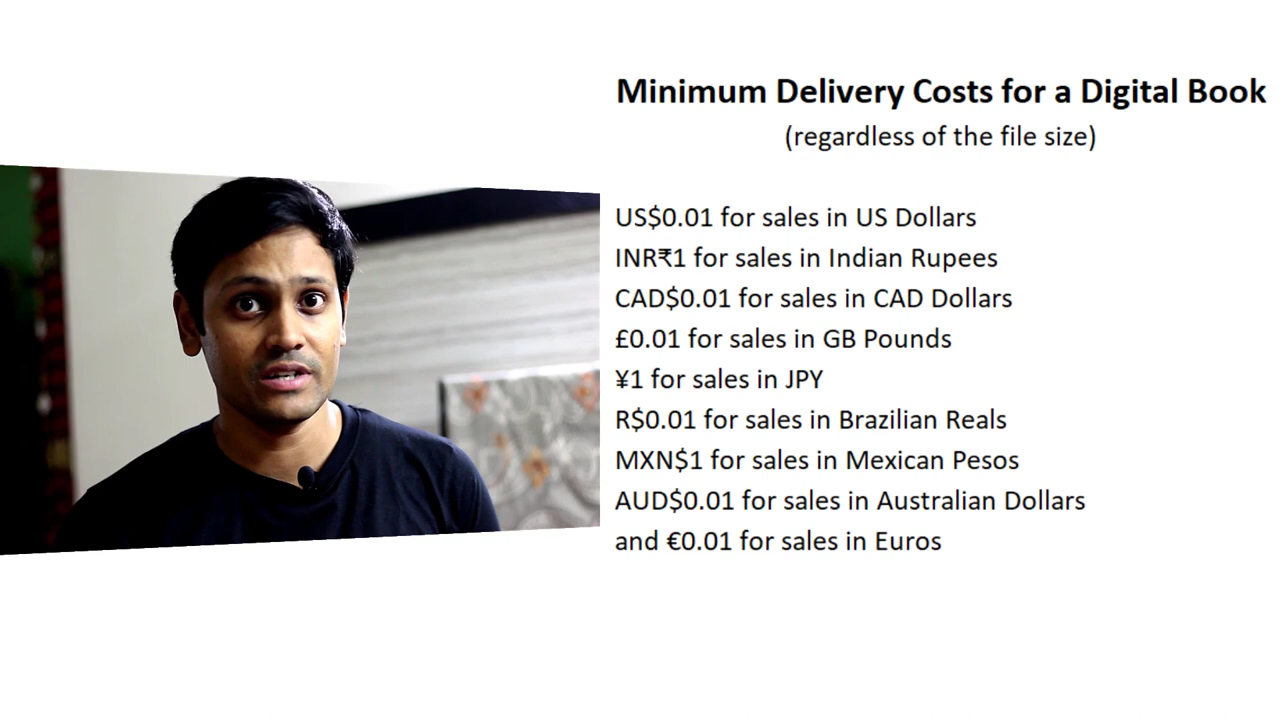 Minimum Delivery Costs for a Digital Book
(regardless of the file size)
US$0.01 for sales in US Dollars
INR₹1 for sales in Indian Rupees
CAD$0.01 for sales in CAD Dollars
£0.01 for sales in GB Pounds
¥1 for sales in JPY
R$0.01 for sales in Brazilian Reals
MXN$1 for sales in Mexican Pesos
AUD$0.01 for sales in Australian Dollars
and €0.01 for sales in Euros